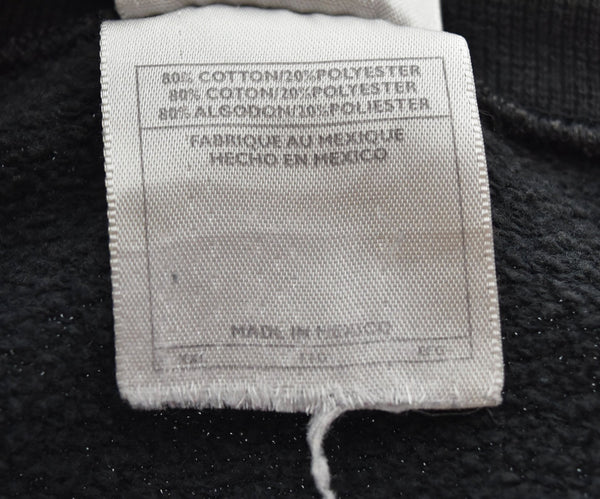 80% COTTON/20%POLYESTER
80% COTON/20%POLYESTER
80% ALGODON/20%POLIESTER
FABRIQUE AU MEXIQUE
HECHO EN MEXICO
MADE IN MEXICO